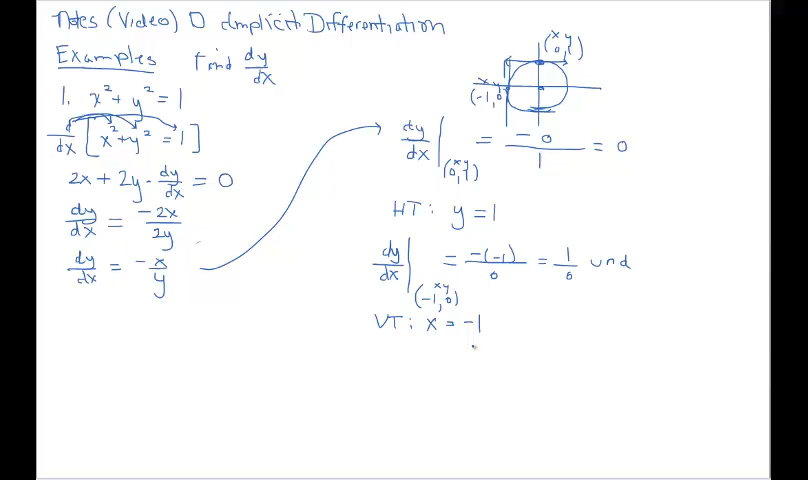 Notes (Video) D Implicit Differentiation
Examples Find dy/dx
1. x² + y² = 1
d/dx [x² + y² = 1]
2x + 2y · dy/dx = 0
dy/dx = -2x/2y
dy/dx = -x/y
x y
(0,1)
x y
(-1,0)
dy/dx | (0,1) = -0/1 = 0
x y
HT: y = 1
dy/dx | (-1,0) = -(-1)/0 = 1/0 und
x y
VT: x = -1